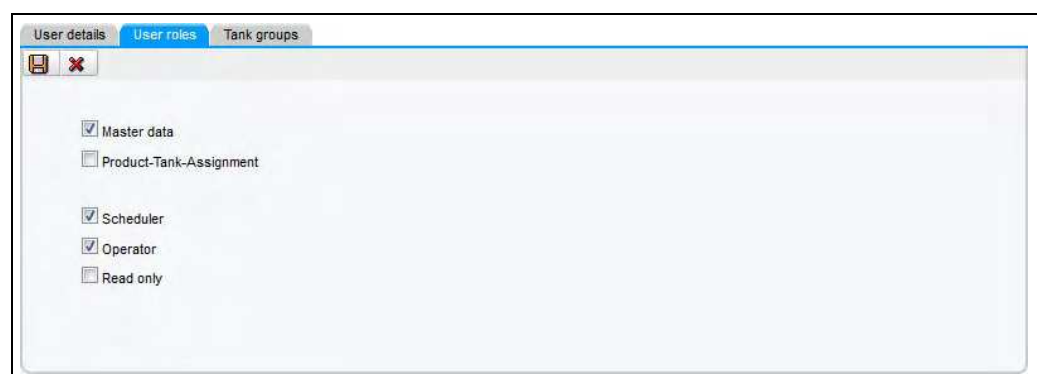 User details User roles Tank groups
Master data
Product-Tank-Assignment
Scheduler
Operator
Read only